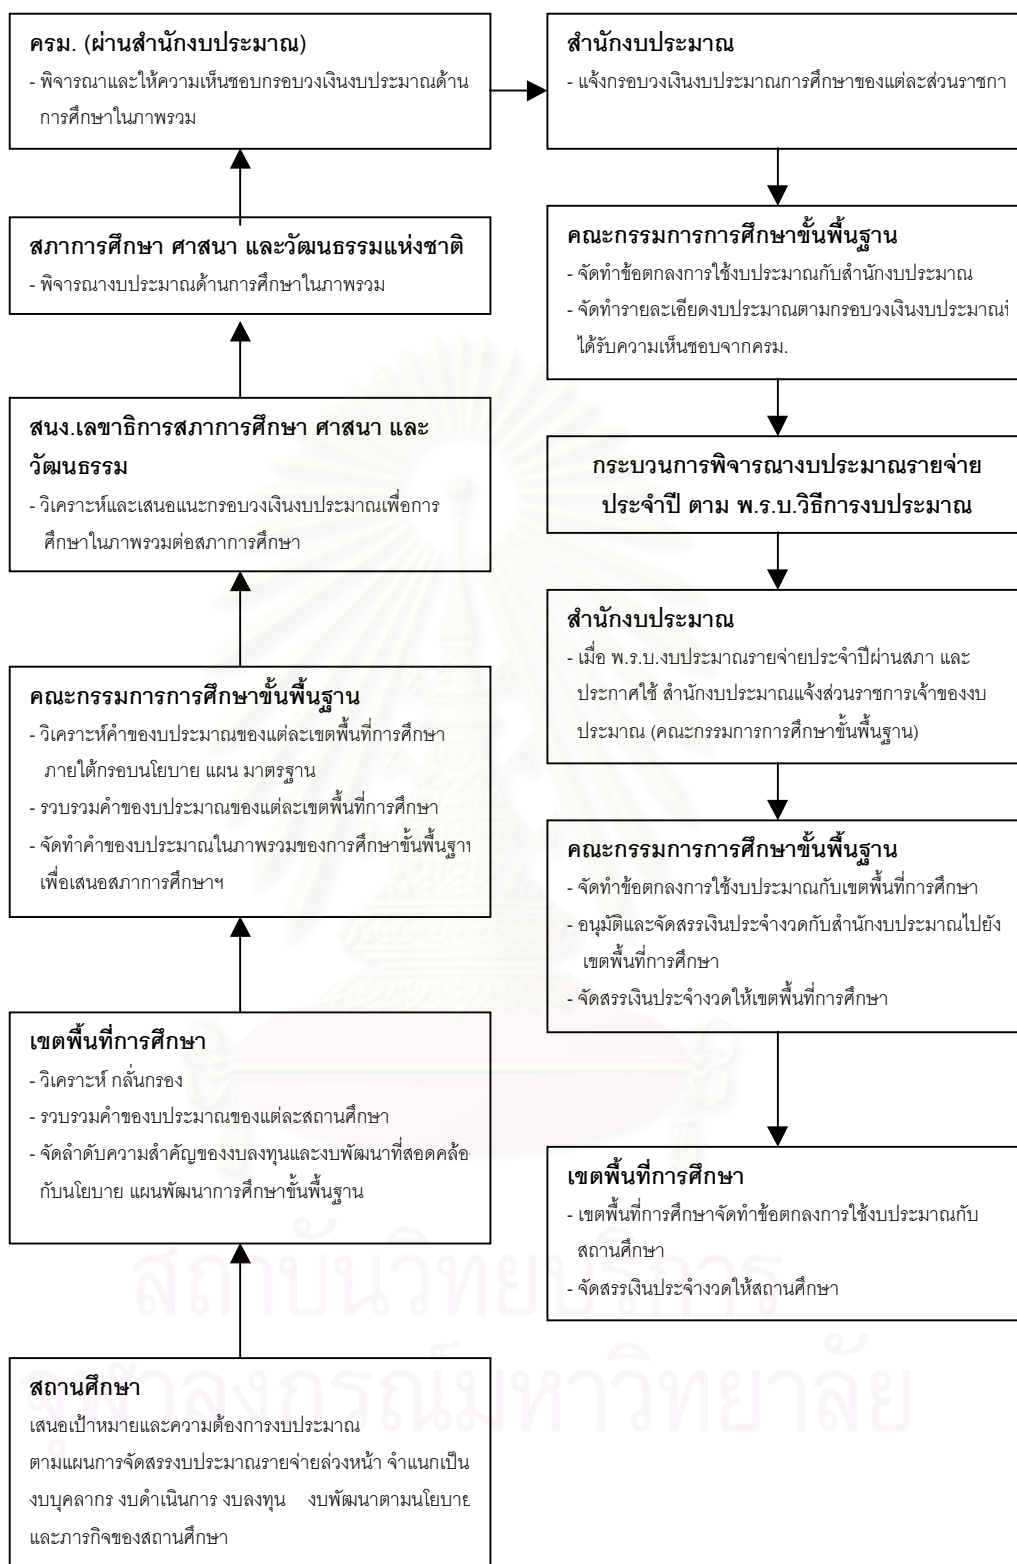 ครม. (ผ่านสำนักงบประมาณ)
- พิจารณาและให้ความเห็นชอบกรอบวงเงินงบประมาณด้าน
การศึกษาในภาพรวม
สภาการศึกษา ศาสนา และวัฒนธรรมแห่งชาติ
- พิจารณางบประมาณด้านการศึกษาในภาพรวม
สนง.เลขาธิการสภาการศึกษา ศาสนา และ
วัฒนธรรม
- วิเคราะห์และเสนอแนะกรอบวงเงินงบประมาณเพื่อการ
ศึกษาในภาพรวมต่อสภาการศึกษา
คณะกรรมการการศึกษาขั้นพื้นฐาน
- วิเคราะห์คำของบประมาณของแต่ละเขตพื้นที่การศึกษา
ภายใต้กรอบนโยบาย แผน มาตรฐาน
- รวบรวมคำของบประมาณของแต่ละเขตพื้นที่การศึกษา
- จัดทำคำของบประมาณในภาพรวมของการศึกษาขั้นพื้นฐาน
เพื่อเสนอสภาการศึกษาฯ
เขตพื้นที่การศึกษา
- วิเคราะห์ กลั่นกรอง
- รวบรวมคำของบประมาณของแต่ละสถานศึกษา
- จัดลำดับความสำคัญของงบลงทุนและงบพัฒนาที่สอดคล้อ
กับนโยบาย แผนพัฒนาการศึกษาขั้นพื้นฐาน
สถานศึกษา
เสนอเป้าหมายและความต้องการงบประมาณ
ตามแผนการจัดสรรงบประมาณรายจ่ายล่วงหน้า จำแนกเป็น
งบบุคลากร งบดำเนินการ งบลงทุน งบพัฒนาตามนโยบาย
และภารกิจของสถานศึกษา
สำนักงบประมาณ
- แจ้งกรอบวงเงินงบประมาณการศึกษาของแต่ละส่วนราชกา
คณะกรรมการการศึกษาขั้นพื้นฐาน
- จัดทำข้อตกลงการใช้งบประมาณกับสำนักงบประมาณ
- จัดทำรายละเอียดงบประมาณตามกรอบวงเงินงบประมาณ
ได้รับความเห็นชอบจากครม.
กระบวนการพิจารณางบประมาณรายจ่าย
ประจำปี ตาม พ.ร.บ.วิธีการงบประมาณ
สำนักงบประมาณ
- เมื่อ พ.ร.บ.งบประมาณรายจ่ายประจำปีผ่านสภา และ
ประกาศใช้ สำนักงบประมาณแจ้งส่วนราชการเจ้าของงบ
ประมาณ (คณะกรรมการการศึกษาขั้นพื้นฐาน)
คณะกรรมการการศึกษาขั้นพื้นฐาน
- จัดทำข้อตกลงการใช้งบประมาณกับเขตพื้นที่การศึกษา
- อนุมัติและจัดสรรเงินประจำงวดกับสำนักงบประมาณไปยัง
เขตพื้นที่การศึกษา
- จัดสรรเงินประจำงวดให้เขตพื้นที่การศึกษา
เขตพื้นที่การศึกษา
- เขตพื้นที่การศึกษาจัดทำข้อตกลงการใช้งบประมาณกับ
สถานศึกษา
- จัดสรรเงินประจำงวดให้สถานศึกษา
สถาบันวิทยบริการ
จุฬาลงกรณ์มหาวิทยาลัย